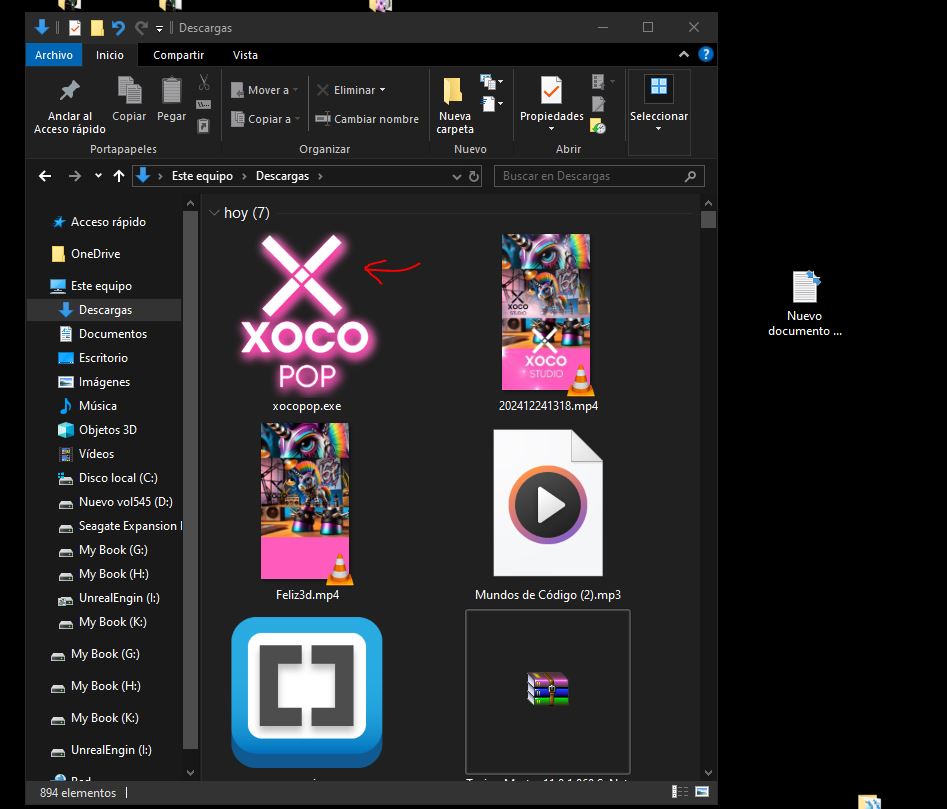 Descargas
Archivo
Inicio
Compartir
Vista
Anclar al
Acceso rápido
Copiar
Pegar
Mover a
Copiar a
Eliminar
Cambiar nombre
Nueva
carpeta
Propiedades
Seleccionar
Portapapeles
Organizar
Nuevo
Abrir
Este equipo
Descargas
Buscar en Descargas
Acceso rápido
OneDrive
Este equipo
Descargas
Documentos
Escritorio
Imágenes
Música
Objetos 3D
Vídeos
Disco local (C:)
Nuevo vol545 (D:)
Seagate Expansion
My Book (G:)
My Book (H:)
UnrealEngin (I:)
My Book (K:)
My Book (G:)
My Book (H:)
My Book (K:)
UnrealEngin (I:)
hoy (7)
XOCO
POP
xocopop.exe
XOCO
STUDIO
XOCO
STUDIO
202412241318.mp4
Feliz3d.mp4
Mundos de Código (2).mp3
894 elementos
Nuevo
documento ...